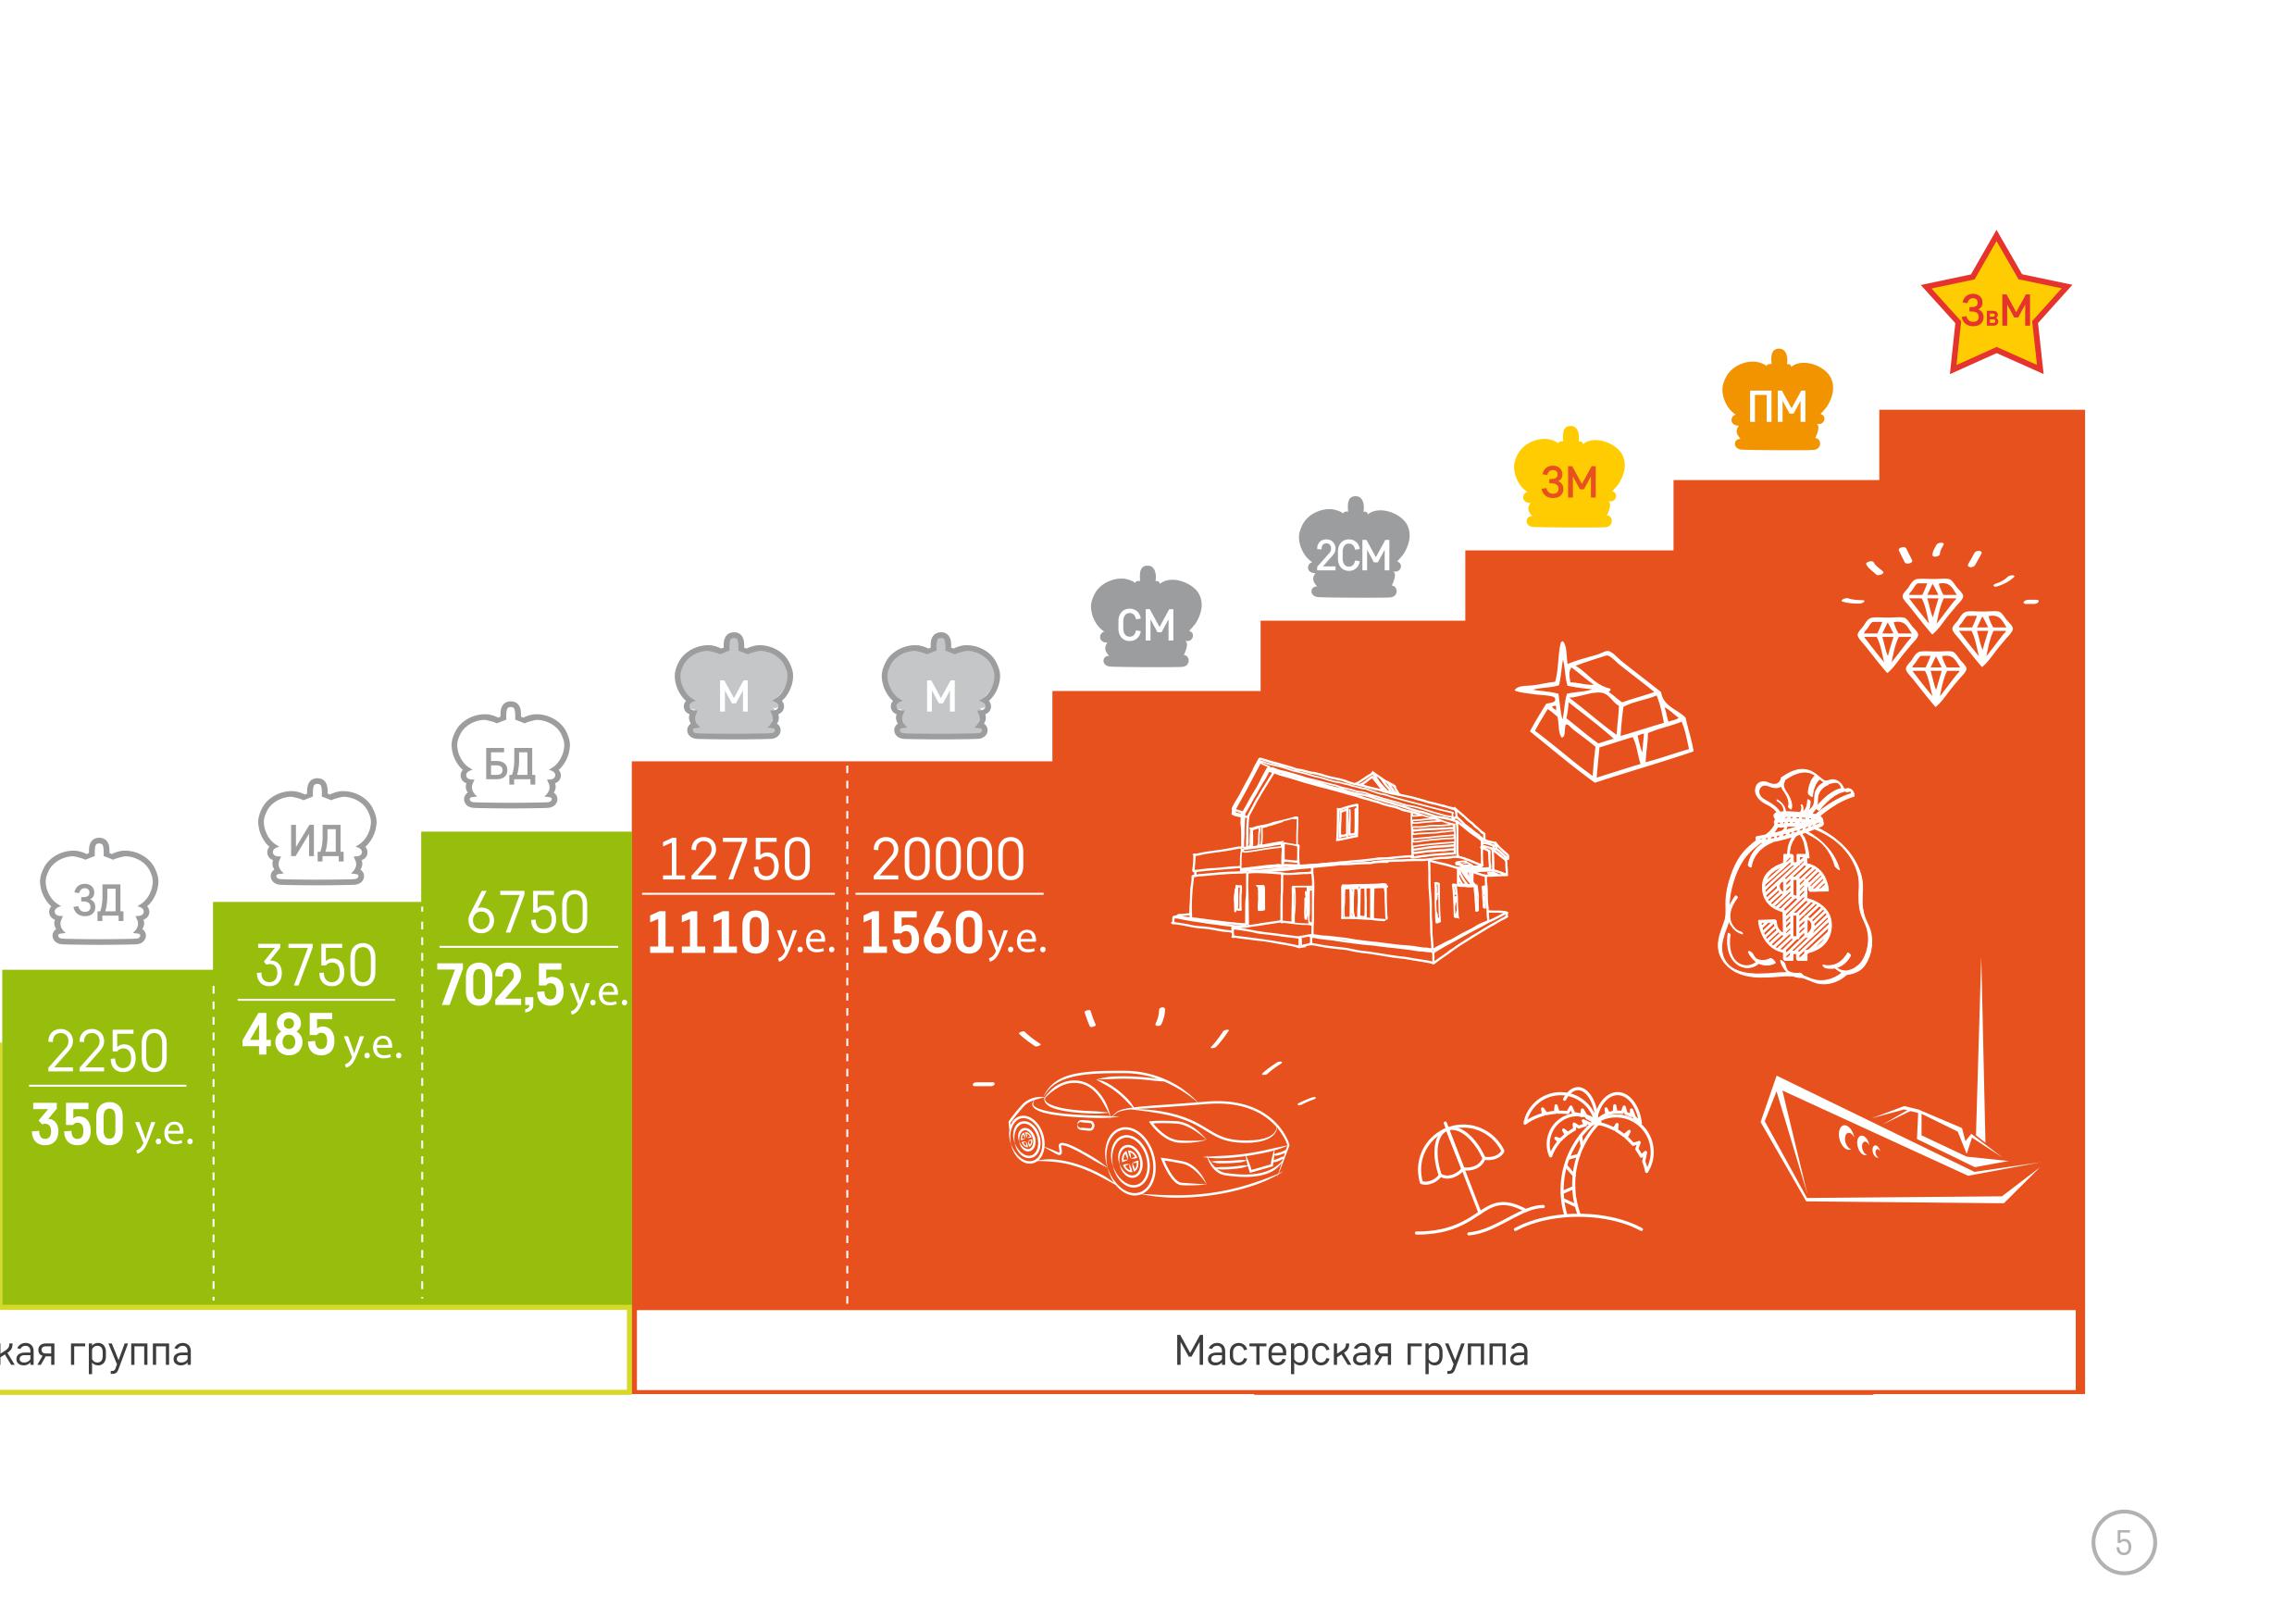 ЗвМ
ПМ
ЗМ
2СМ
СМ
М
М
БД
ИД
ЗД
2250
350 у.е.
3750
485 у.е.
6750
702,5 у.е.
12750
1110 у.е.
20000
1560 у.е.
кая группа
Мастерская группа
5